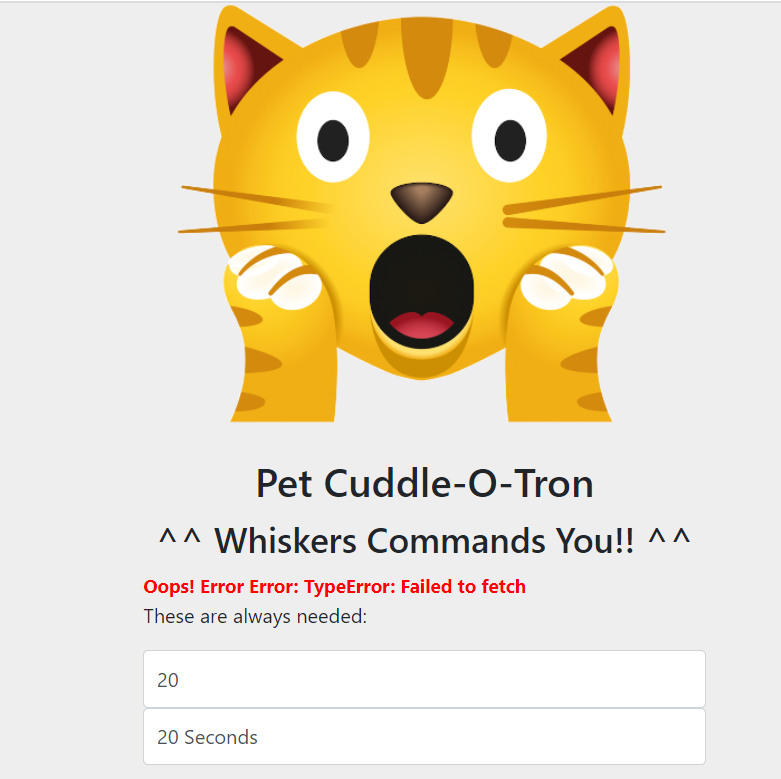 Pet Cuddle-O-Tron
^^ Whiskers Commands You!! ^^
Oops! Error Error: TypeError: Failed to fetch
These are always needed:
20
20 Seconds